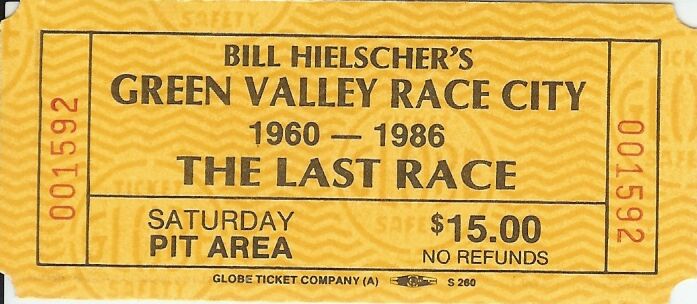 BILL HIELSCHER'S
GREEN VALLEY RACE CITY
1960 — 1986
THE LAST RACE
SATURDAY
PIT AREA
$15.00
NO REFUNDS
001592
001592
GLOBE TICKET COMPANY (A) S 260